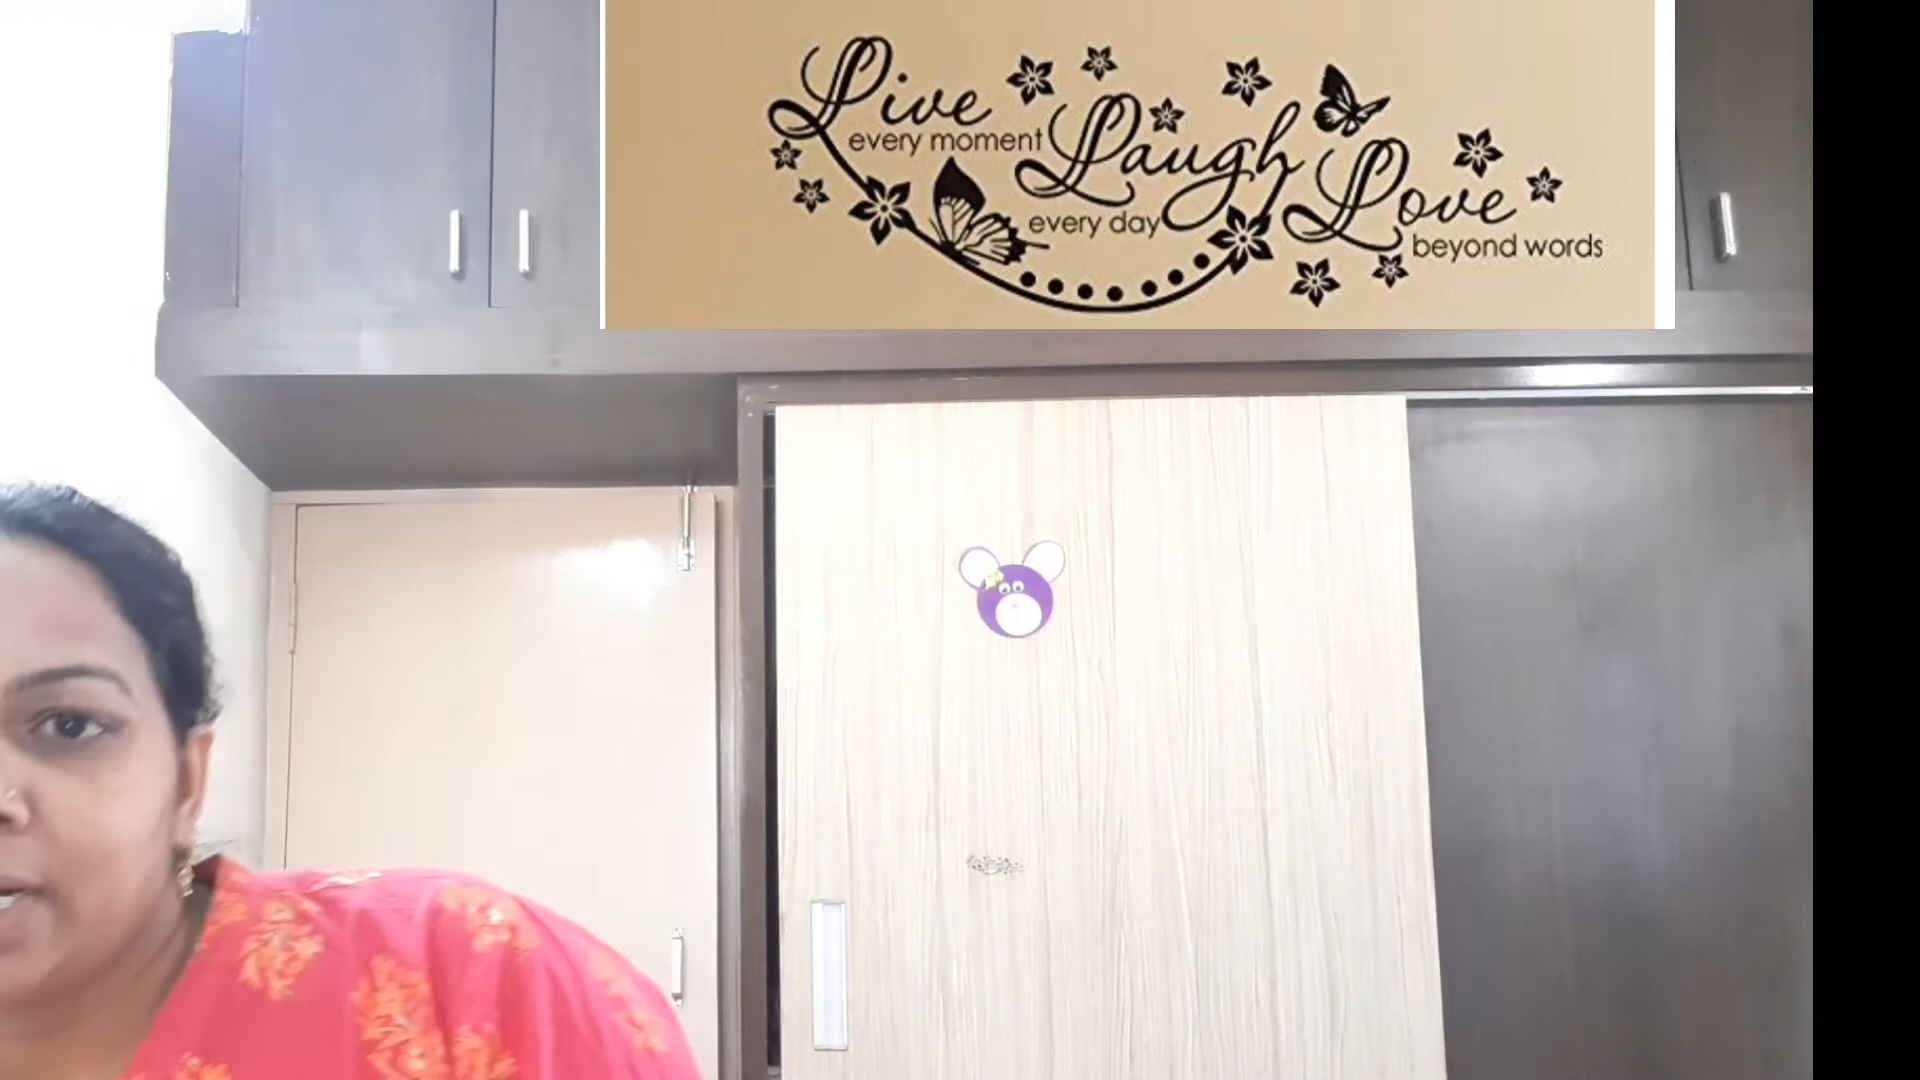 Live
every moment
Laugh
every day
Love
beyond words